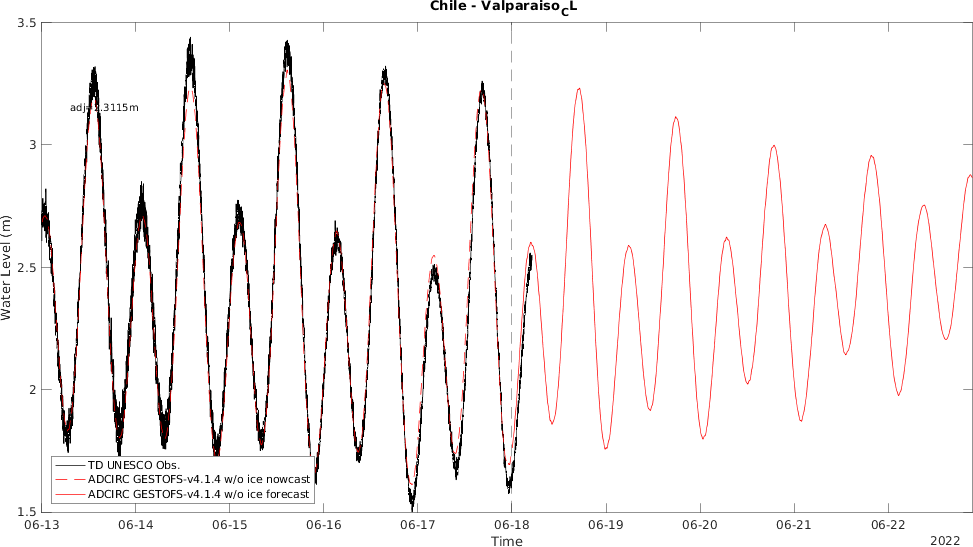 Chile - Valparaiso_CL
3.5
adj=2.3115m
3
2.5
2
1.5
Water Level (m)
TD UNESCO Obs.
ADCIRC GESTOFS-v4.1.4 w/o ice nowcast
ADCIRC GESTOFS-v4.1.4 w/o ice forecast
06-13 06-14 06-15 06-16 06-17 06-18 06-19 06-20 06-21 06-22
Time
2022